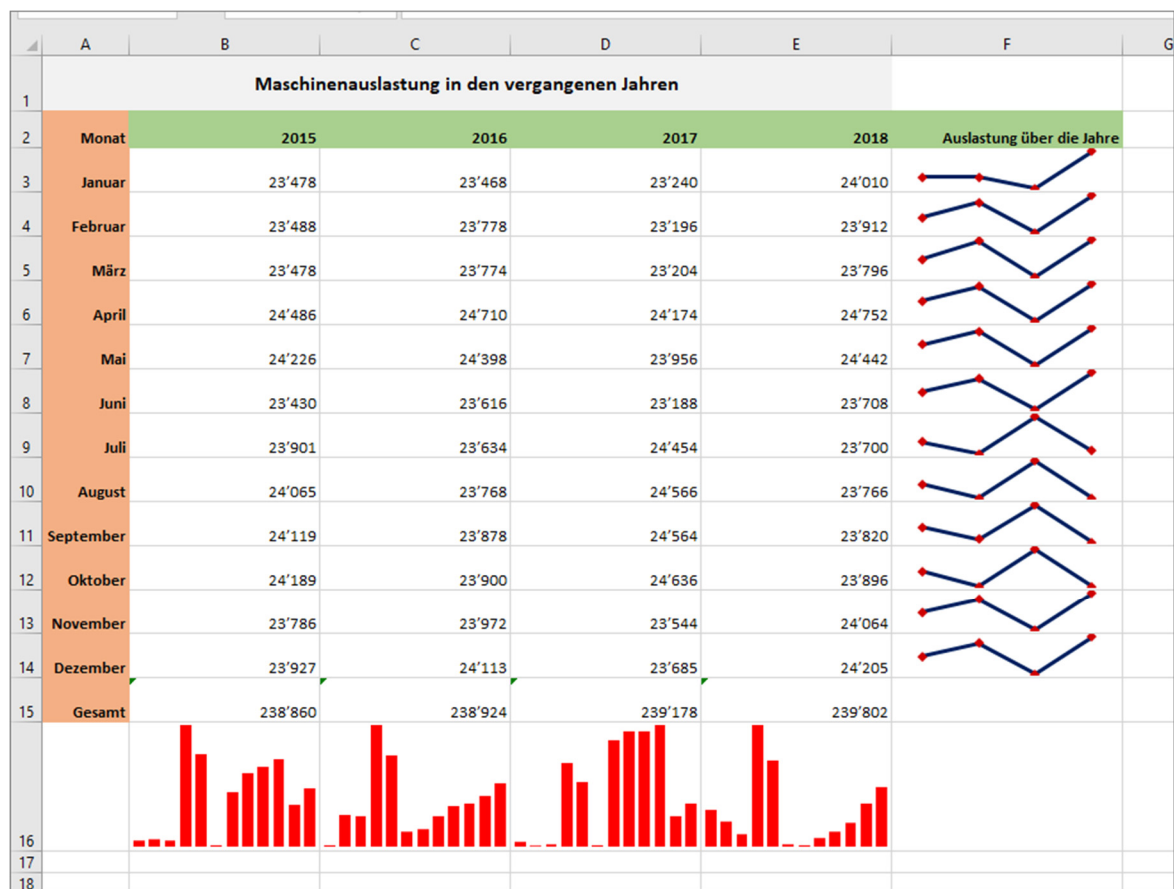 A B C D E F G
1 Maschinenauslastung in den vergangenen Jahren
2 Monat 2015 2016 2017 2018 Auslastung über die Jahre
3 Januar 23’478 23’468 23’240 24’010
4 Februar 23’488 23’778 23’196 23’912
5 März 23’478 23’774 23’204 23’796
6 April 24’486 24’710 24’174 24’752
7 Mai 24’226 24’398 23’956 24’442
8 Juni 23’430 23’616 23’188 23’708
9 Juli 23’901 23’634 24’454 23’700
10 August 24’065 23’768 24’566 23’766
11 September 24’119 23’878 24’564 23’820
12 Oktober 24’189 23’900 24’636 23’896
13 November 23’786 23’972 23’544 24’064
14 Dezember 23’927 24’113 23’685 24’205
15 Gesamt 238’860 238’924 239’178 239’802
16
17
18